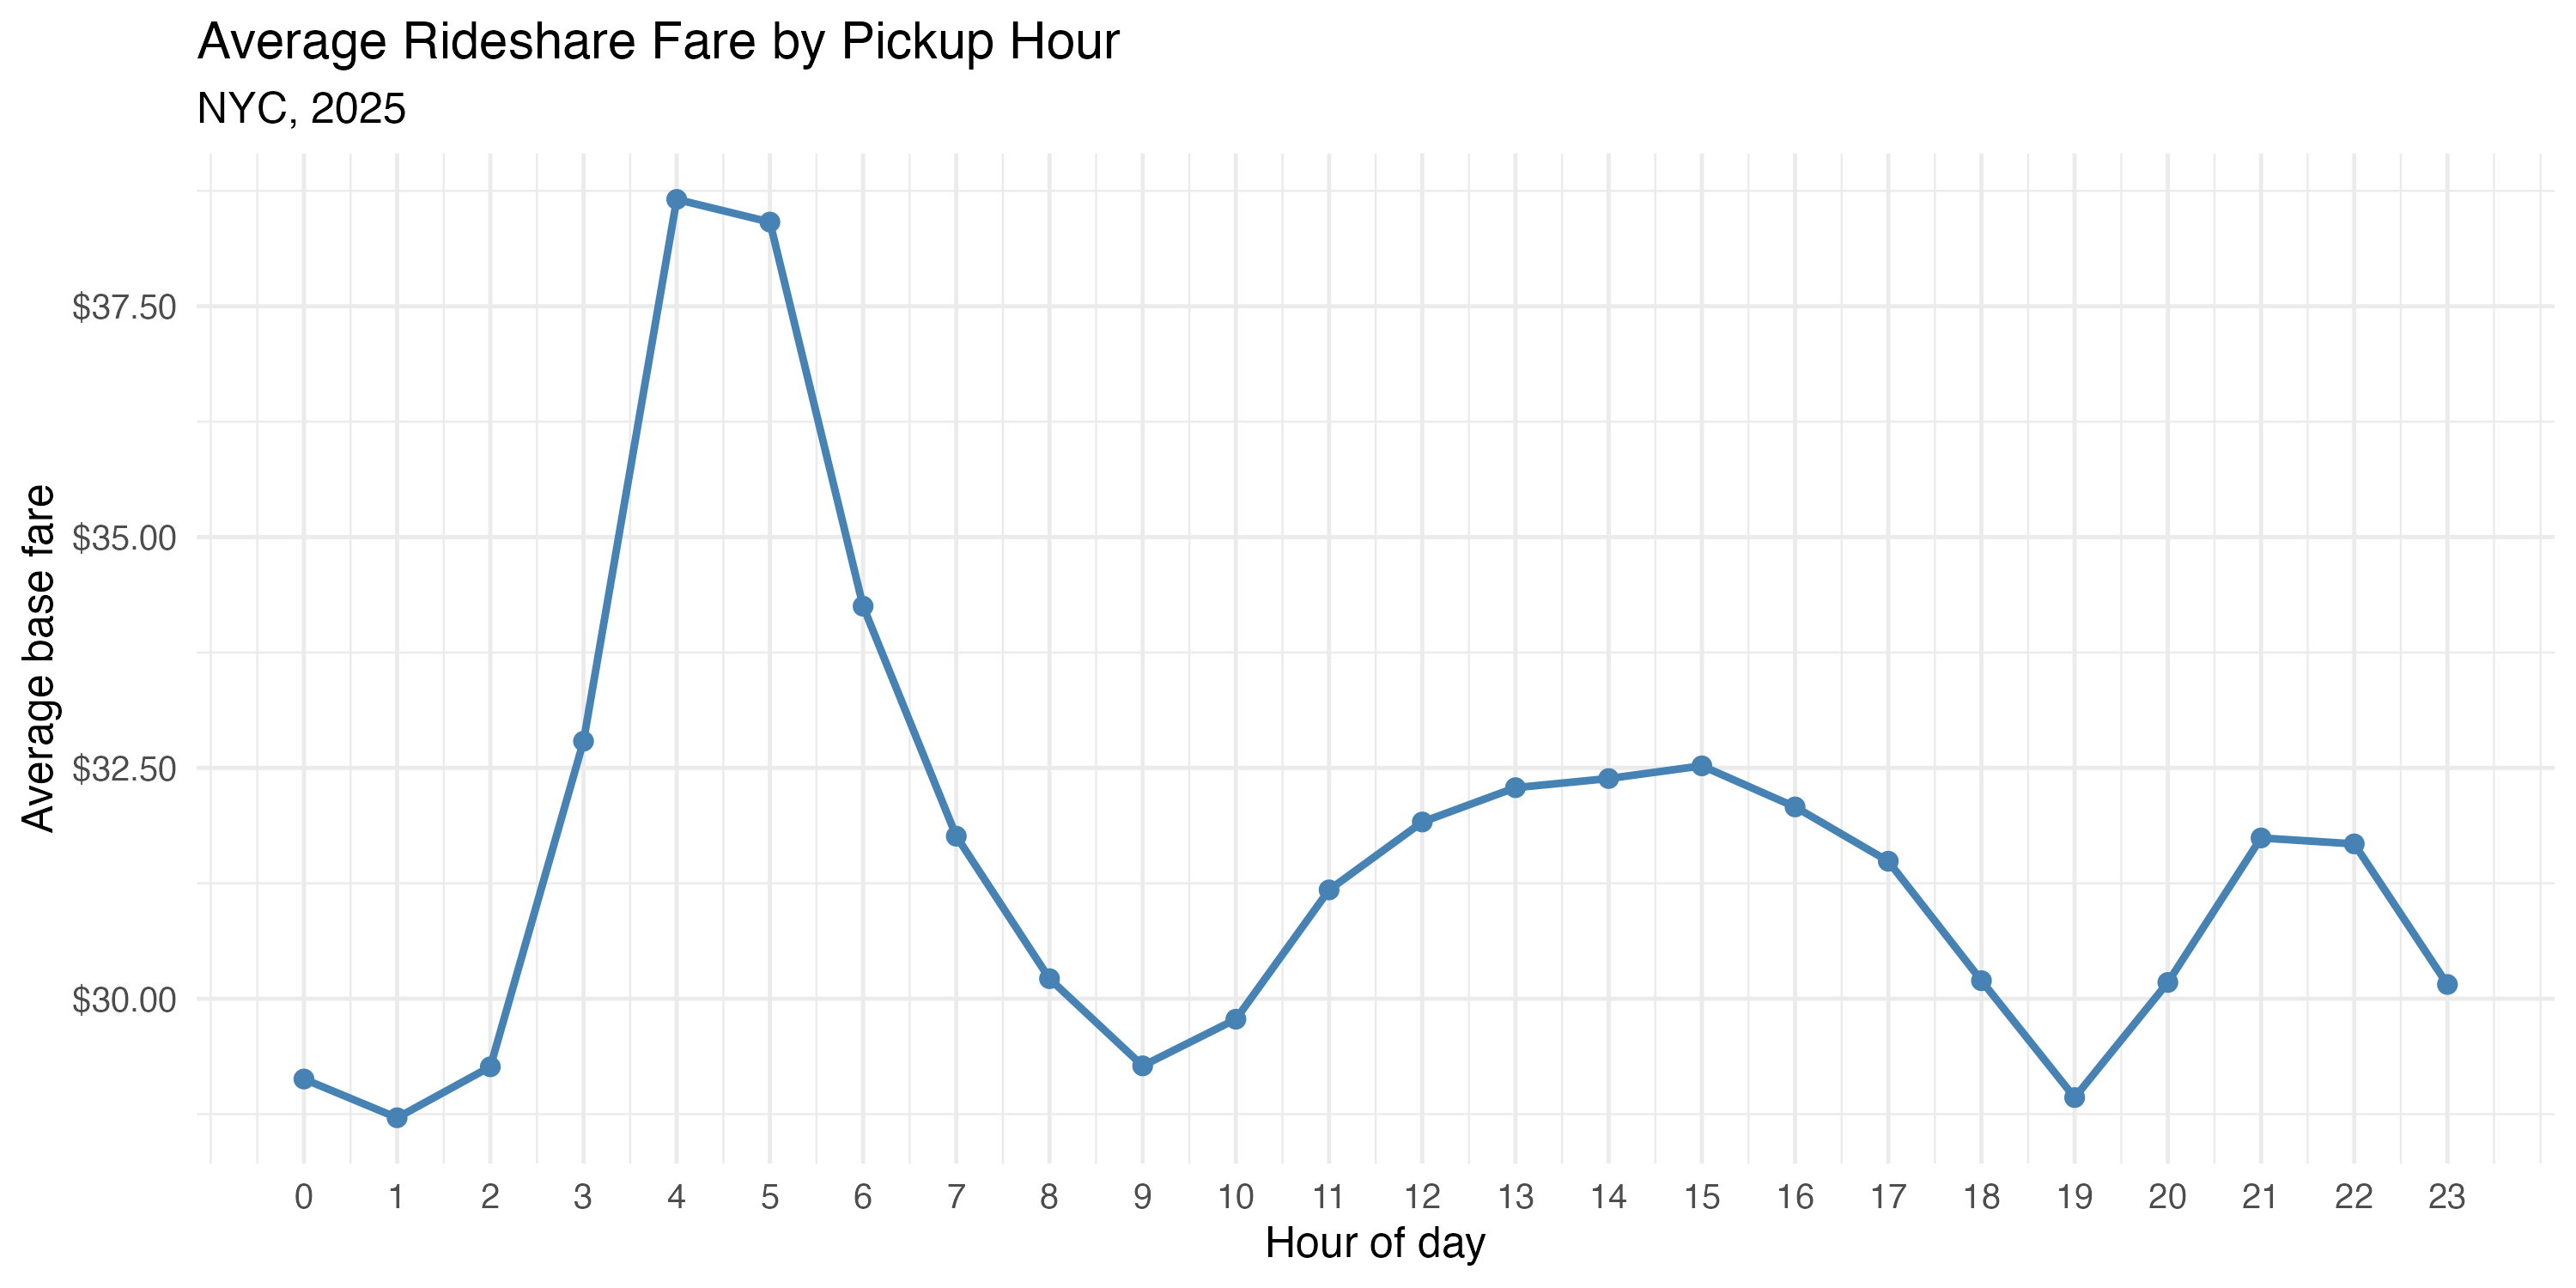 Average Rideshare Fare by Pickup Hour
NYC, 2025
Average base fare
$37.50
$35.00
$32.50
$30.00
0 1 2 3 4 5 6 7 8 9 10 11 12 13 14 15 16 17 18 19 20 21 22 23
Hour of day